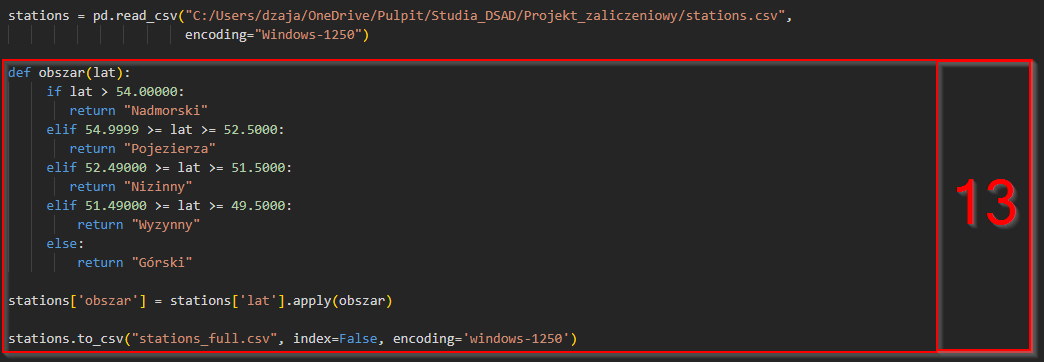 stations = pd.read_csv("C:/Users/dzaja/OneDrive/Pulpit/Studia_DSAD/Projekt_zaliczeniowy/stations.csv",
                       encoding="Windows-1250")
def obszar(lat):
     if lat > 54.00000:
        return "Nadmorski"
     elif 54.9999 >= lat >= 52.5000:
        return "Pojezierza"
     elif 52.49000 >= lat >= 51.5000:
        return "Nizinny"
     elif 51.49000 >= lat >= 49.5000:
         return "Wyzynny"
     else:
         return "Górski"
stations['obszar'] = stations['lat'].apply(obszar)
stations.to_csv("stations_full.csv", index=False, encoding='windows-1250')
13